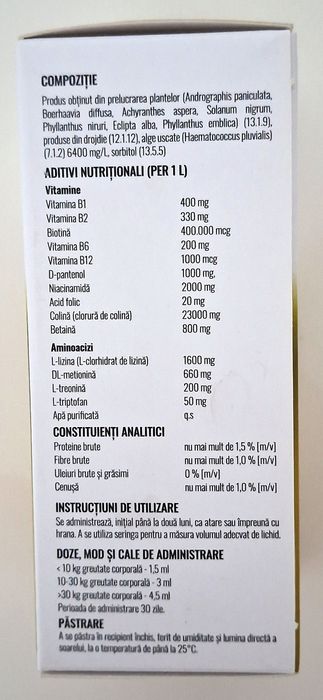 COMPOZIȚIE
Produs obținut din prelucrarea plantelor (Andrographis paniculata,
Boerhaavia diffusa, Achyranthes aspera, Solanum nigrum,
Phyllanthus niruri, Eclipta alba, Phyllanthus emblica) (13.1.9),
produse din drojdie (12.1.12), alge uscate (Haematococcus pluvialis)
(7.1.2) 6400 mg/L, sorbitol (13.5.5)
ADITIVI NUTRIȚIONALI (PER 1 L)
Vitamine
Vitamina B1 400 mg
Vitamina B2 330 mg
Biotină 400.000 mcg
Vitamina B6 200 mg
Vitamina B12 1000 mcg
D-pantenol 1000 mg,
Niacinamidă 2000 mg
Acid folic 20 mg
Colină (clorură de colină) 23000 mg
Betaină 800 mg
Aminoacizi
L-lizina (L-clorhidrat de lizină) 1600 mg
DL-metionină 660 mg
L-treonină 200 mg
L-triptofan 50 mg
Apă purificată q.s
CONSTITUIENȚI ANALITICI
Proteine brute nu mai mult de 1,5 % [m/v]
Fibre brute nu mai mult de 1,0 % [m/v]
Uleiuri brute și grăsimi 0 % [m/v]
Cenușă nu mai mult de 1,0 % [m/v]
INSTRUCȚIUNI DE UTILIZARE
Se administrează, inițial până la două luni, ca atare sau împreună cu
hrana. A se utiliza seringa pentru a măsura volumul adecvat de lichid.
DOZE, MOD ȘI CALE DE ADMINISTRARE
< 10 kg greutate corporală - 1,5 ml
10-30 kg greutate corporală - 3 ml
>30 kg greutate corporală - 4,5 ml
Perioada de administrare 30 zile.
PĂSTRARE
A se păstra în recipient închis, ferit de umiditate și lumina directă a
soarelui, la o temperatură de până la 25°C.